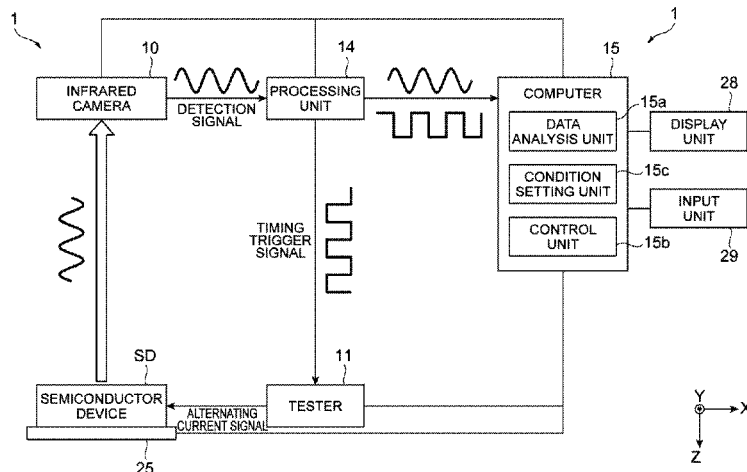 1
10
14
15
1
INFRARED
CAMERA
DETECTION
SIGNAL
PROCESSING
UNIT
COMPUTER
15a
DATA
ANALYSIS UNIT
28
DISPLAY
UNIT
15c
CONDITION
SETTING UNIT
INPUT
UNIT
29
CONTROL
UNIT
15b
TIMING
TRIGGER
SIGNAL
SD
SEMICONDUCTOR
DEVICE
25
ALTERNATING
CURRENT SIGNAL
11
TESTER
Y
X
Z